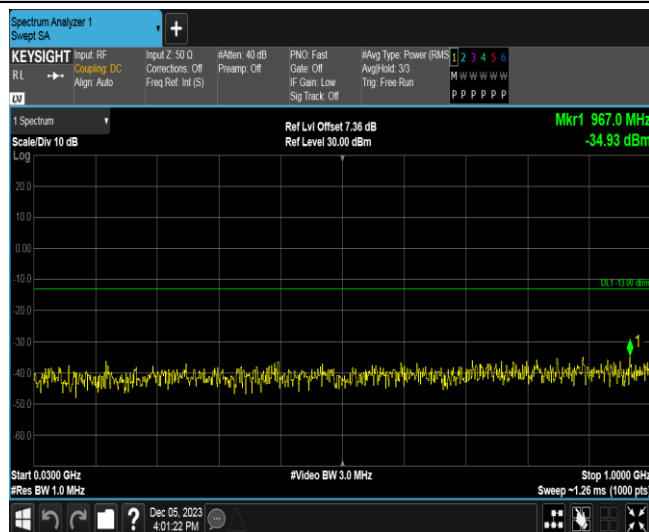 Spectrum Analyzer 1
Swept SA
+
KEYSIGHT
RL
LXI
Input: RF
Coupling: DC
Align: Auto
Input Z: 50 Ω
Corrections: Off
Freq Ref: Int (S)
#Atten: 40 dB
Preamp: Off
PNO: Fast
Gate: Off
IF Gain: Low
Sig Track: Off
#Avg Type: Power (RMS
Avg|Hold: 3/3
Trig: Free Run
1 2 3 4 5 6
M W W W W W
P P P P P P
1 Spectrum
Scale/Div 10 dB
Log
Ref Lvl Offset 7.36 dB
Ref Level 30.00 dBm
Mkr1 967.0 MHz
-34.93 dBm
20.0
10.0
0.00
-10.0
DL1 -13.00 dBm
-20.0
-30.0
1
-40.0
-50.0
-60.0
Start 0.0300 GHz
#Res BW 1.0 MHz
#Video BW 3.0 MHz
Stop 1.0000 GHz
Sweep ~1.26 ms (1000 pts)
?
Dec 05, 2023
4:01:22 PM